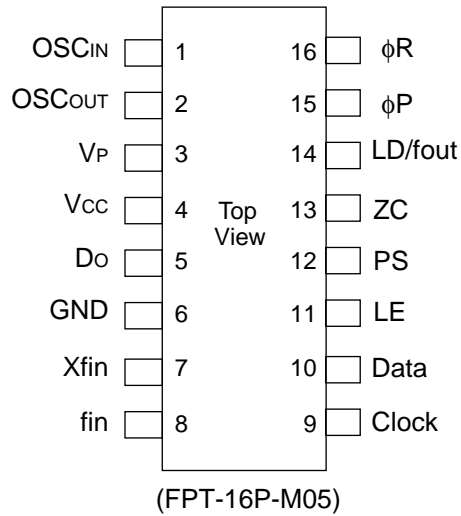 OSCIN 1 16 ϕR
OSCOUT 2 15 ϕP
VP 3 14 LD/fout
VCC 4 13 ZC
Top
View
DO 5 12 PS
GND 6 11 LE
Xfin 7 10 Data
fin 8 9 Clock
(FPT-16P-M05)